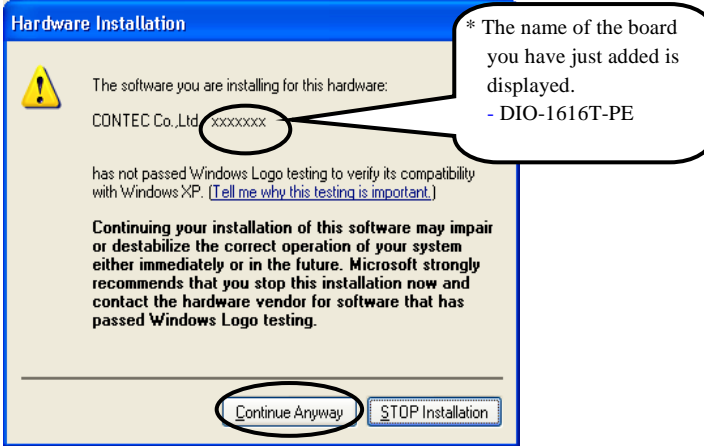 Hardware Installation
* The name of the board
you have just added is
displayed.
- DIO-1616T-PE
The software you are installing for this hardware:
CONTEC Co.,Ltd xxxxxxx
has not passed Windows Logo testing to verify its compatibility
with Windows XP. (Tell me why this testing is important.)
Continuing your installation of this software may impair
or destabilize the correct operation of your system
either immediately or in the future. Microsoft strongly
recommends that you stop this installation now and
contact the hardware vendor for software that has
passed Windows Logo testing.
Continue Anyway
STOP Installation